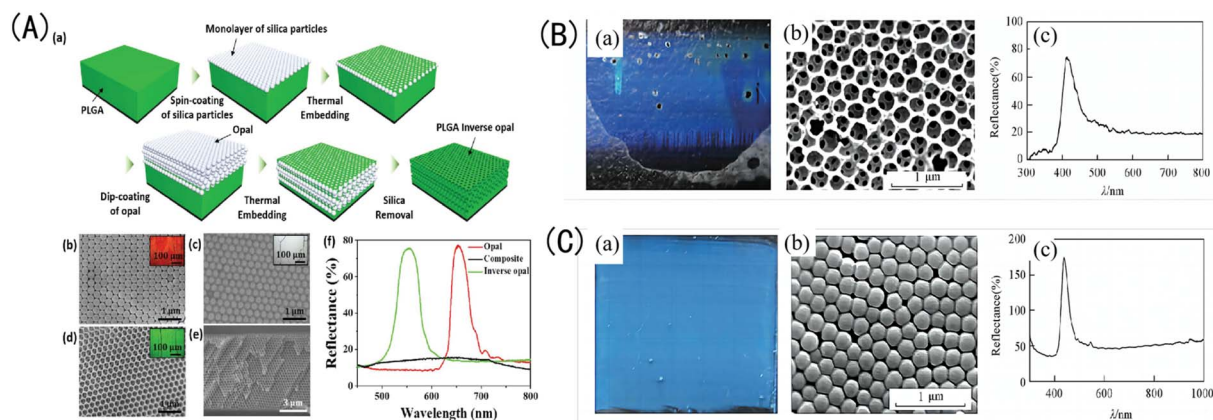 (A)
(a)
Monolayer of silica particles
PLGA
Spin-coating
of silica particles
Thermal
Embedding
Opal
PLGA Inverse opal
Dip-coating
of opal
Thermal
Embedding
Silica
Removal
(b)
100 μm
1 μm
(c)
100 μm
1 μm
(d)
100 μm
1 μm
(e)
3 μm
(f)
80
60
40
20
0
Reflectance (%)
Opal
Composite
Inverse opal
500 600 700 800
Wavelength (nm)
(B)
(a)
(b)
1 μm
(c)
100
80
60
40
20
0
Reflectance(%)
300 400 500 600 700 800
λ/nm
(C)
(a)
(b)
1 μm
(c)
200
150
100
50
0
Reflectance(%)
400 600 800 1000
λ/nm